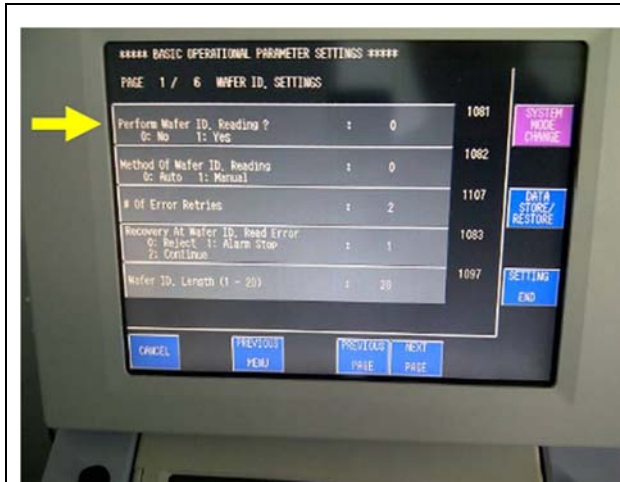 ***** BASIC OPERATIONAL PARAMETER SETTINGS *****
PAGE 1 / 6 WAFER ID. SETTINGS
Perform Wafer ID. Reading ? : 0
0: No 1: Yes
1081
Method Of Wafer ID. Reading : 0
0: Auto 1: Manual
1082
# Of Error Retries : 2
1107
Recovery At Wafer ID. Read Error
0: Reject 1: Alarm Stop : 1
2: Continue
1083
Wafer ID. Length (1 - 20) : 20
1097
SYSTEM
MODE
CHANGE
DATA
STORE/
RESTORE
SETTING
END
CANCEL
PREVIOUS
MENU
PREVIOUS
PAGE
NEXT
PAGE